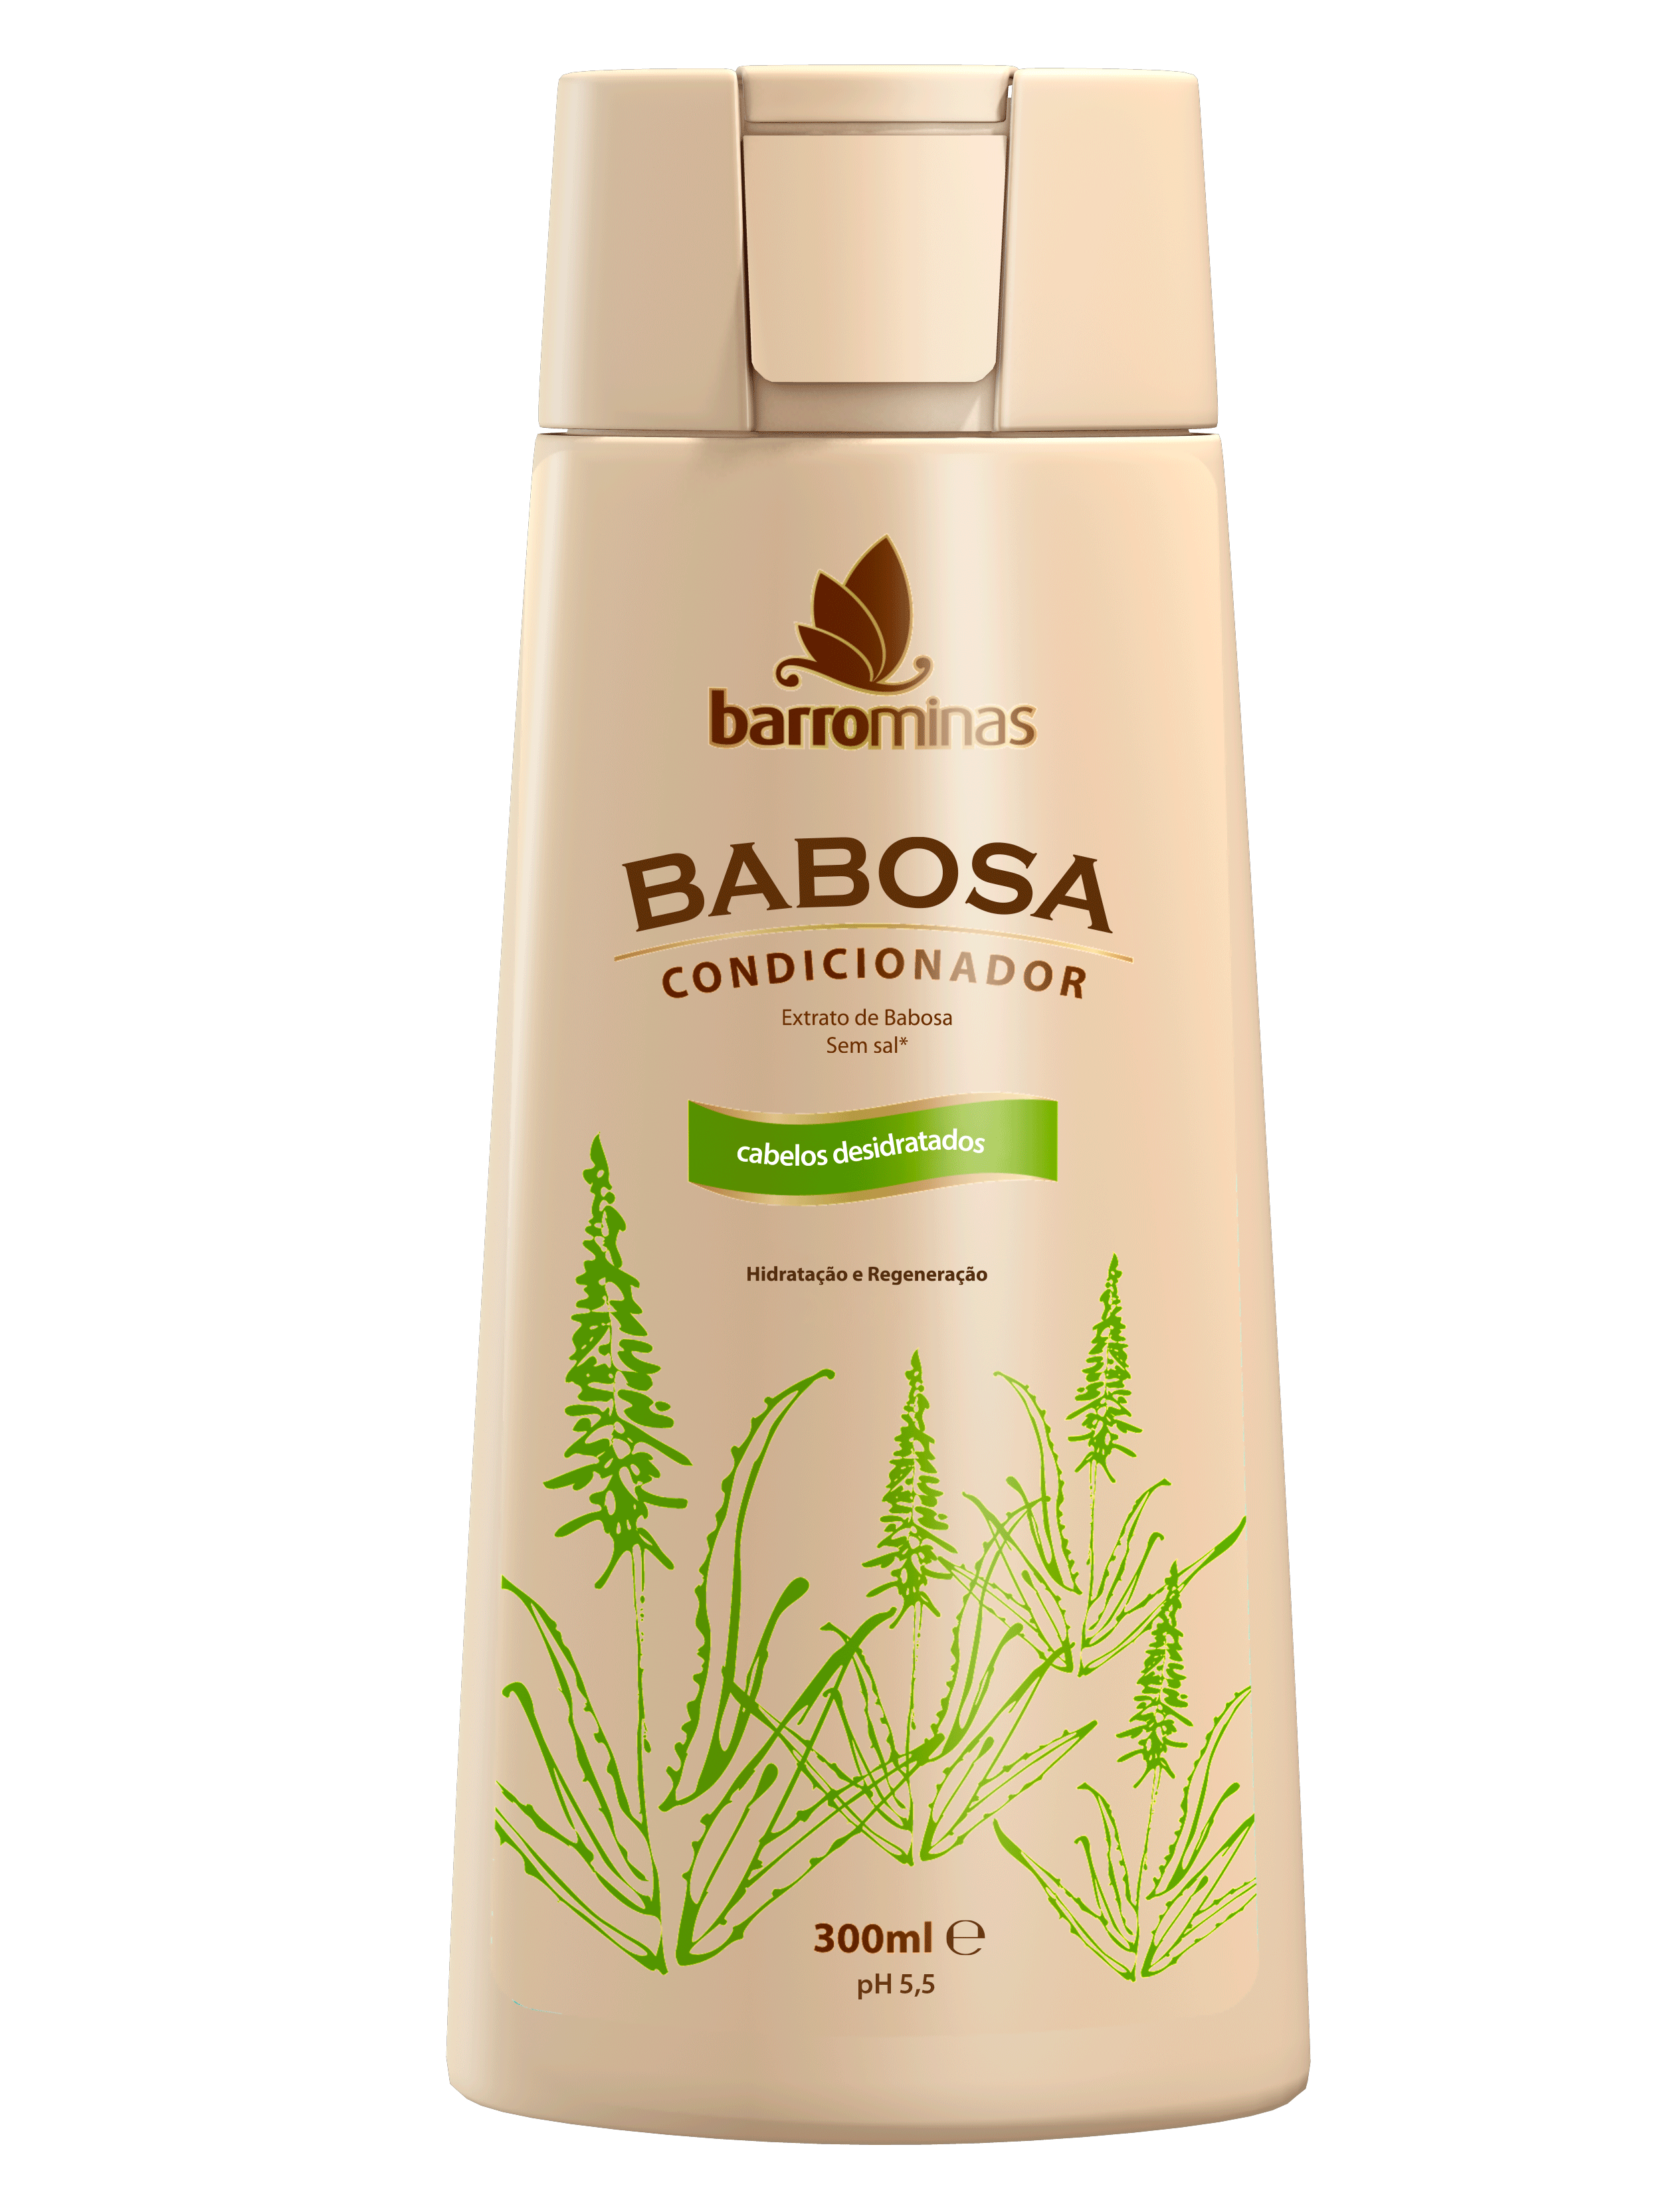 barrominas
BABOSA
CONDICIONADOR
Extrato de Babosa
Sem sal*
cabelos desidratados
Hidratação e Regeneração
300ml ℮
pH 5,5